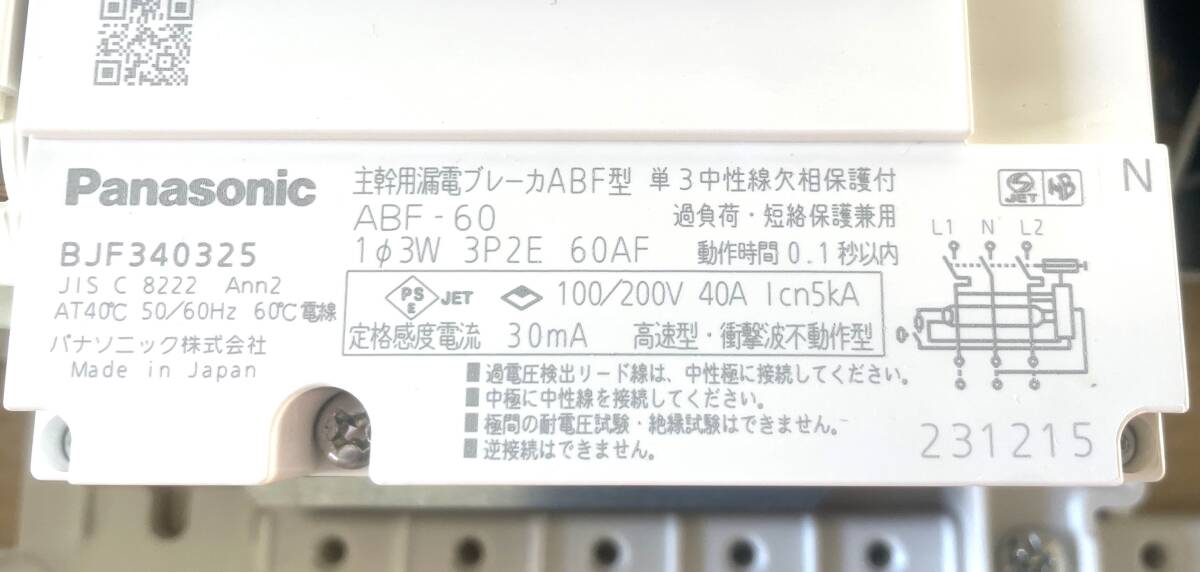 Panasonic
主幹用漏電ブレーカABF型 単3中性線欠相保護付
ABF-60 過負荷・短絡保護兼用
BJF340325
1φ3W 3P2E 60AF 動作時間0.1秒以内
JIS C 8222 Ann2
AT40℃ 50/60Hz 60℃電線
パナソニック株式会社
Made in Japan
PS E JET 100/200V 40A Icn5kA
定格感度電流 30mA 高速型・衝撃波不動作型
■過電圧検出リード線は、中性極に接続してください。
■中極に中性線を接続してください。
■極間の耐電圧試験・絶縁試験はできません。
■逆接続はできません。
S JET
N
L1 N L2
231215